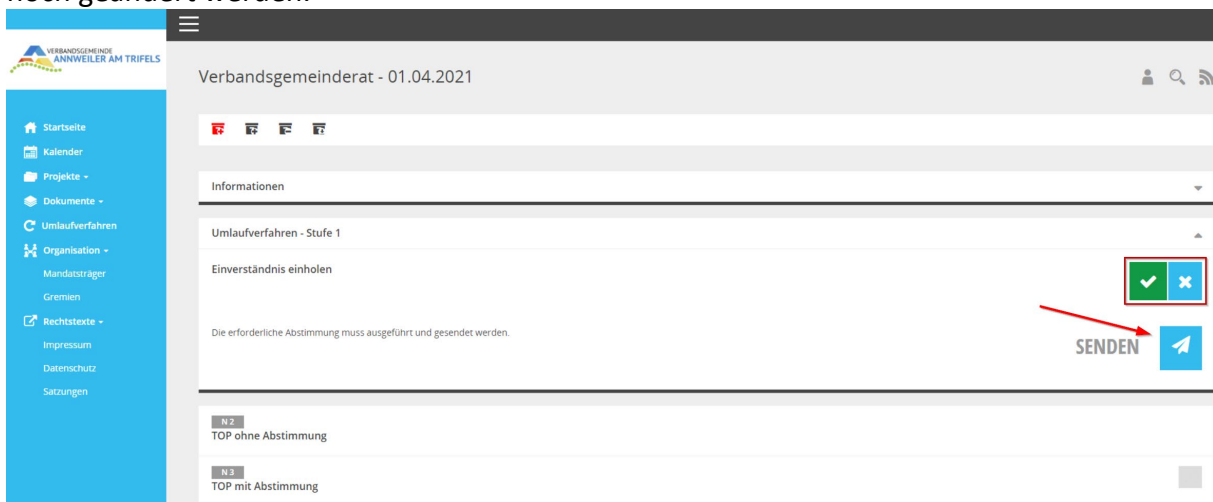 noch geändert werden.
VERBANDSGEMEINDE
ANNWEILER AM TRIFELS
Verbandsgemeinderat - 01.04.2021
Startseite
Kalender
Projekte
Dokumente
Umlaufverfahren
Organisation
Mandatsträger
Gremien
Rechtstexte
Impressum
Datenschutz
Satzungen
Informationen
Umlaufverfahren - Stufe 1
Einverständnis einholen
Die erforderliche Abstimmung muss ausgeführt und gesendet werden.
SENDEN
N 2
TOP ohne Abstimmung
N 3
TOP mit Abstimmung